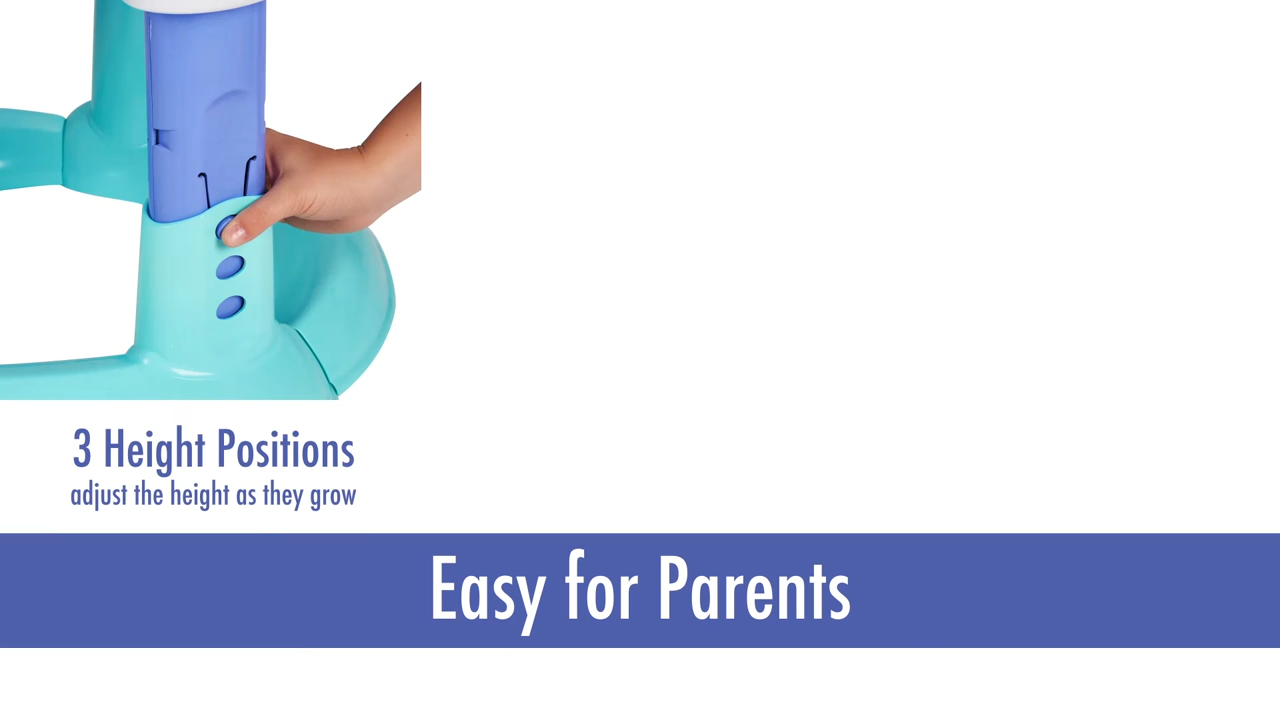 3 Height Positions
adjust the height as they grow
Easy for Parents